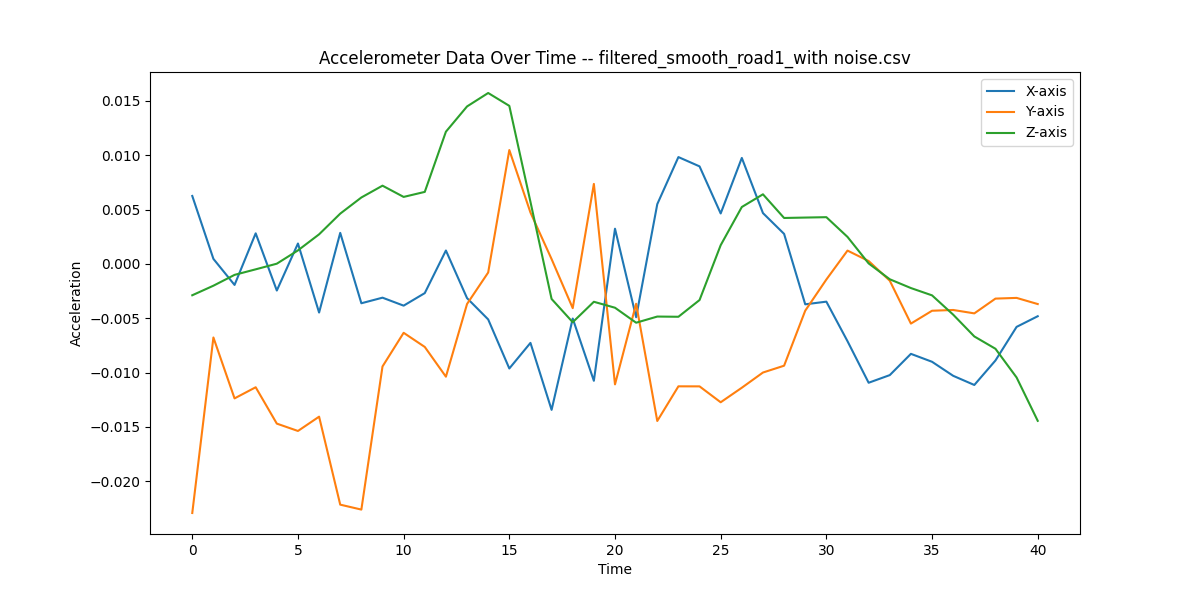 Accelerometer Data Over Time -- filtered_smooth_road1_with noise.csv
X-axis
Y-axis
Z-axis
Acceleration
0.015
0.010
0.005
0.000
−0.005
−0.010
−0.015
−0.020
0 5 10 15 20 25 30 35 40
Time